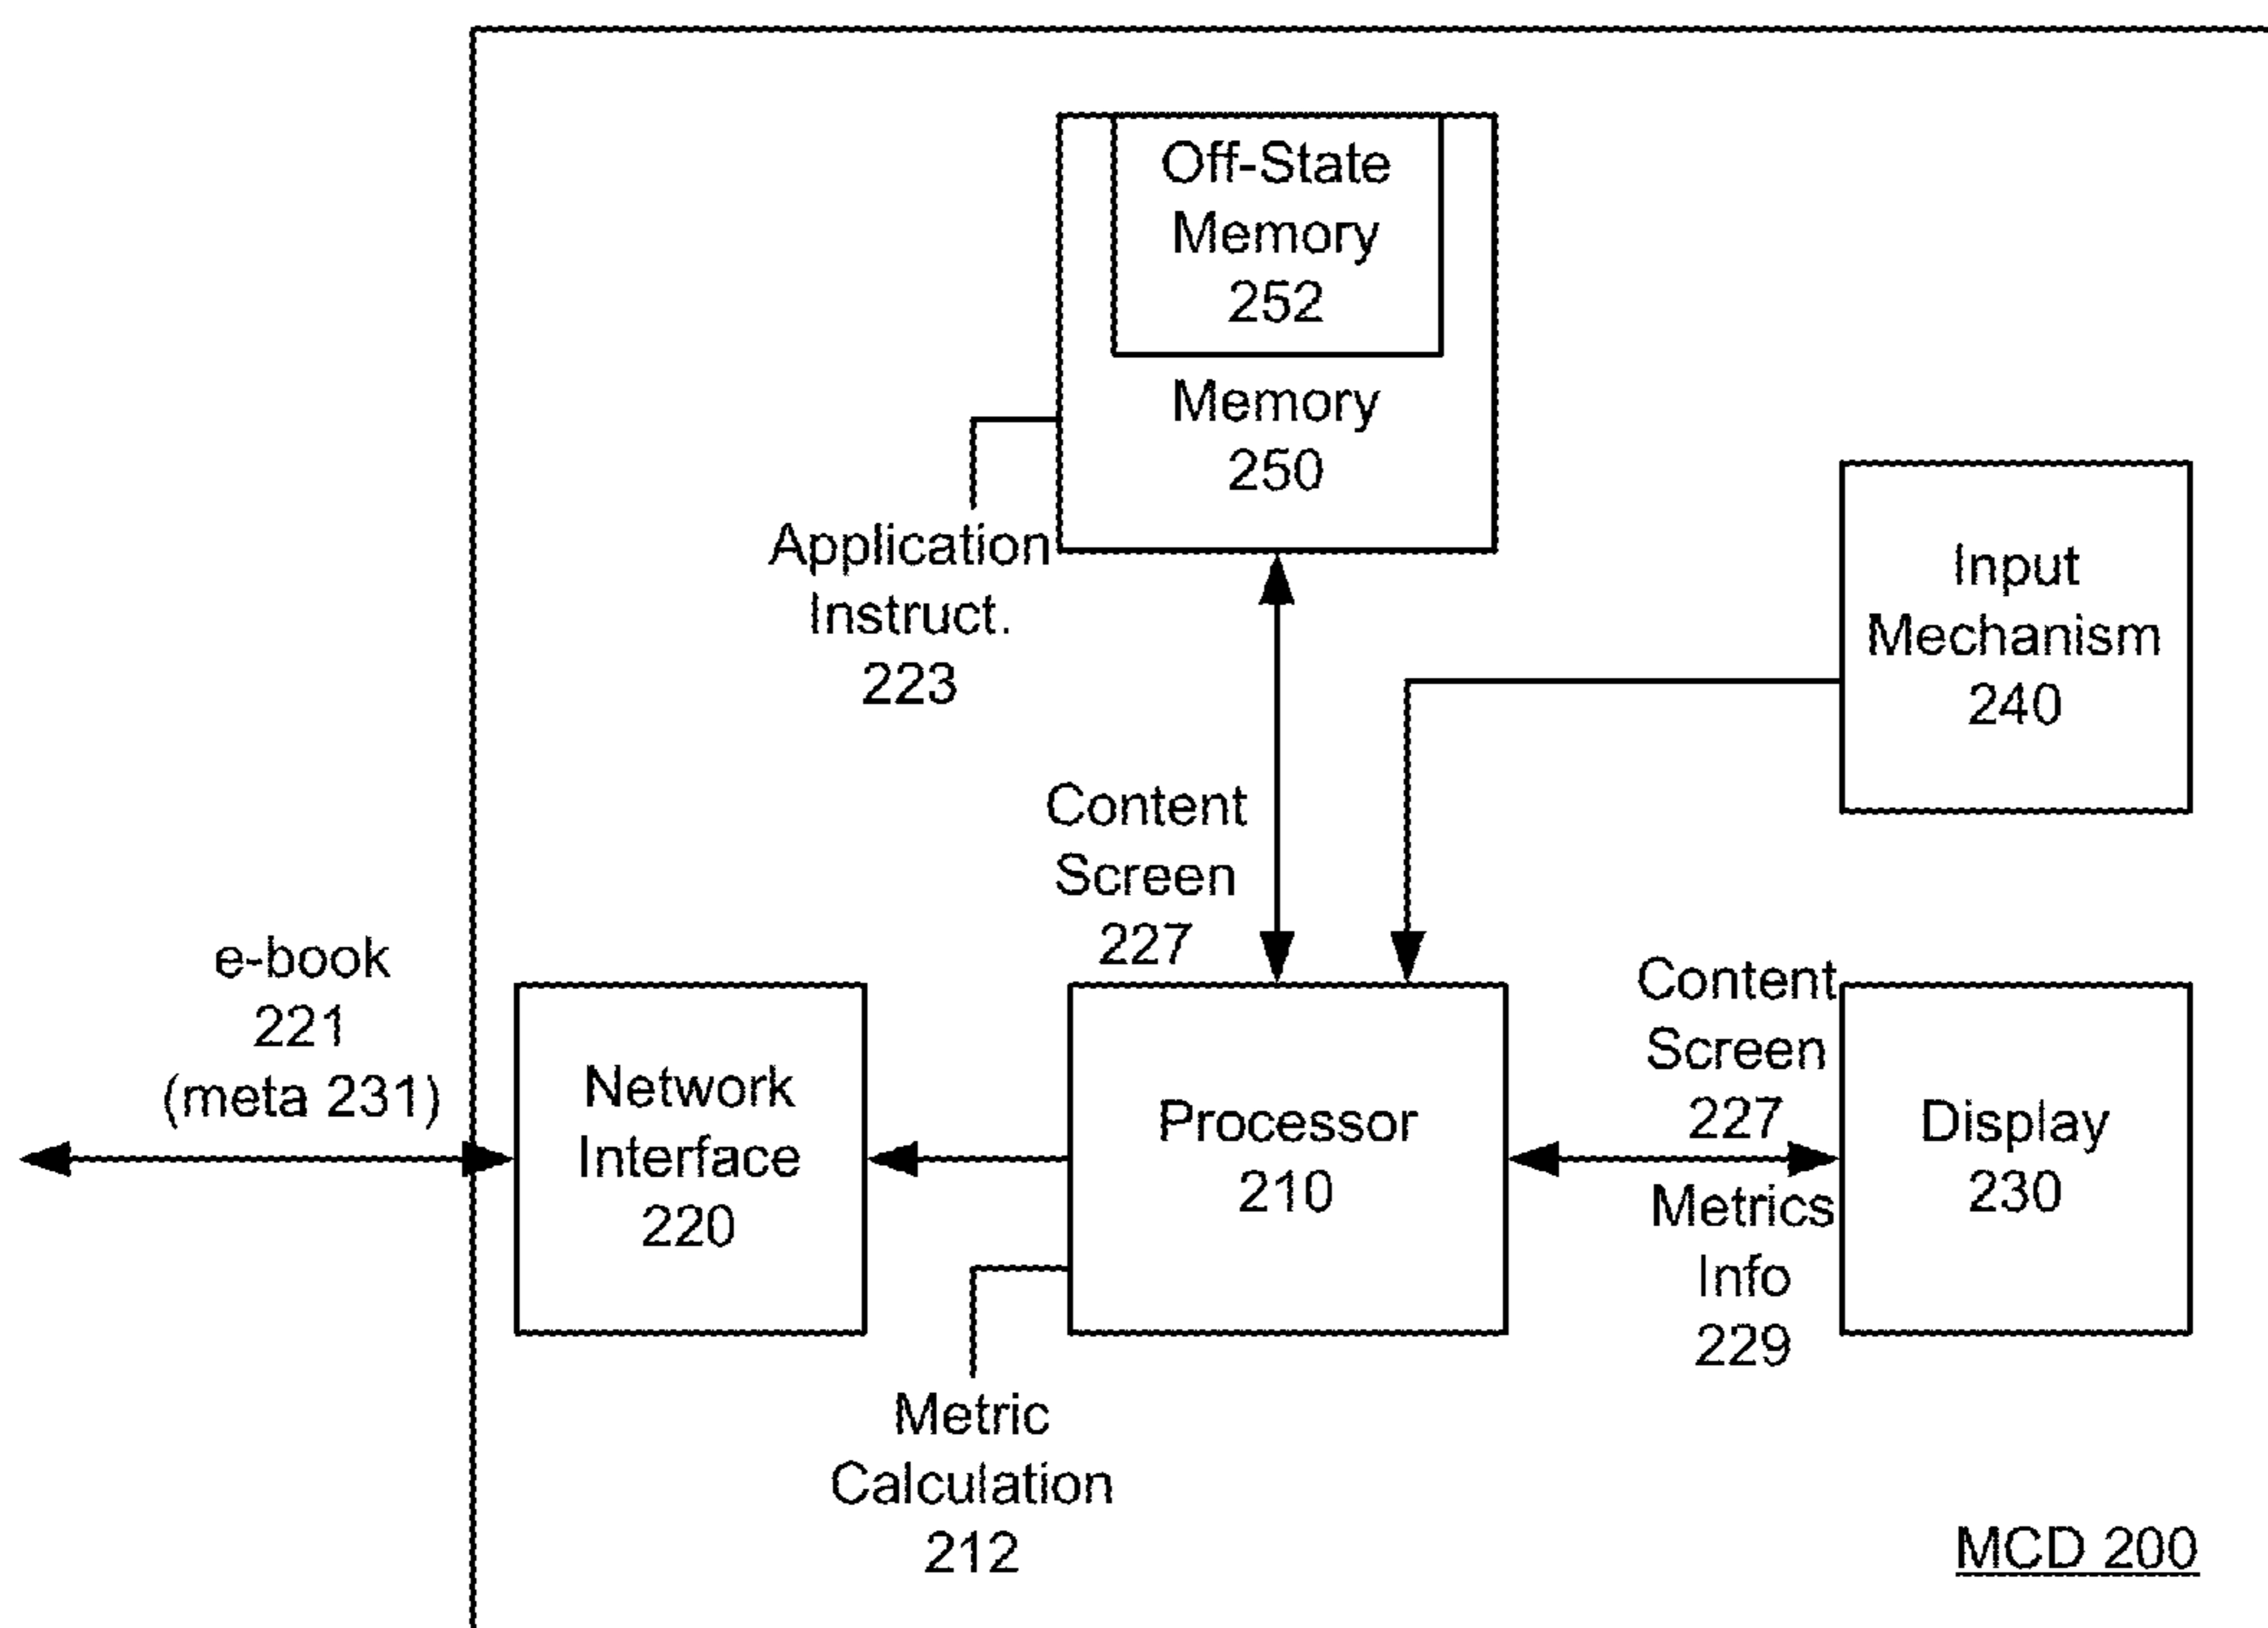 Off-State
Memory
252
Memory
250
Application
Instruct.
223
Input
Mechanism
240
Content
Screen
227
e-book
221
(meta 231)
Network
Interface
220
Processor
210
Content
Screen
227
Metrics
Info
229
Display
230
Metric
Calculation
212
MCD 200